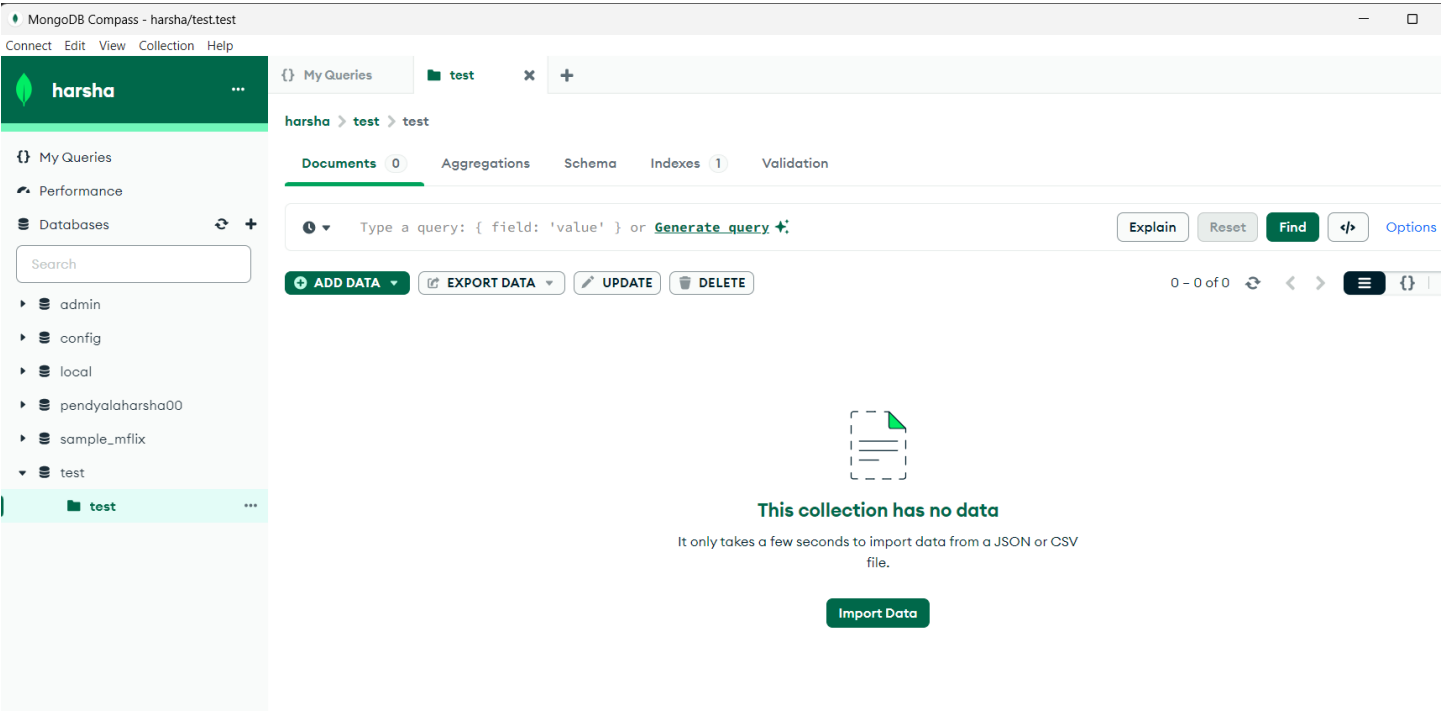 MongoDB Compass - harsha/test.test
Connect Edit View Collection Help
harsha
My Queries
Performance
Databases
Search
admin
config
local
pendyalaharsha00
sample_mflix
test
test
{} My Queries
test
harsha > test > test
Documents 0 Aggregations Schema Indexes 1 Validation
Type a query: { field: 'value' } or Generate query
Explain Reset Find </> Options
ADD DATA EXPORT DATA UPDATE DELETE
0 – 0 of 0
{}
This collection has no data
It only takes a few seconds to import data from a JSON or CSV
file.
Import Data